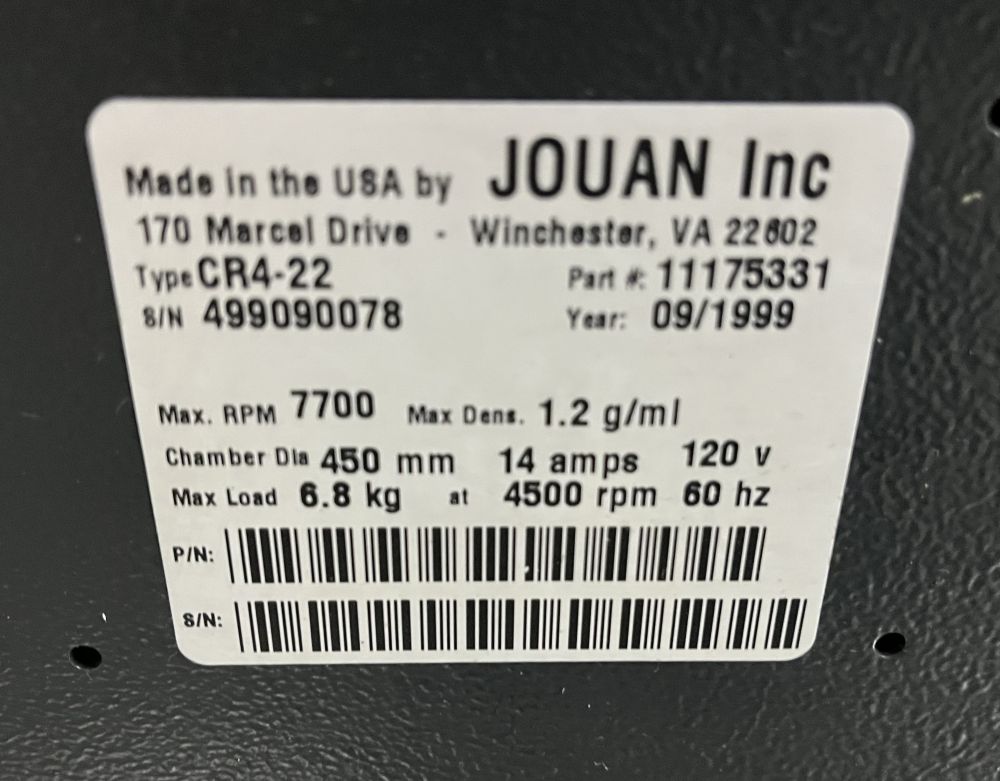 Made in the USA by JOUAN Inc
170 Marcel Drive - Winchester, VA 22602
Type CR4-22 Part #: 11175331
S/N 499090078 Year: 09/1999
Max. RPM 7700 Max Dens. 1.2 g/ml
Chamber Dia 450 mm 14 amps 120 v
Max Load 6.8 kg at 4500 rpm 60 hz
P/N:
S/N: